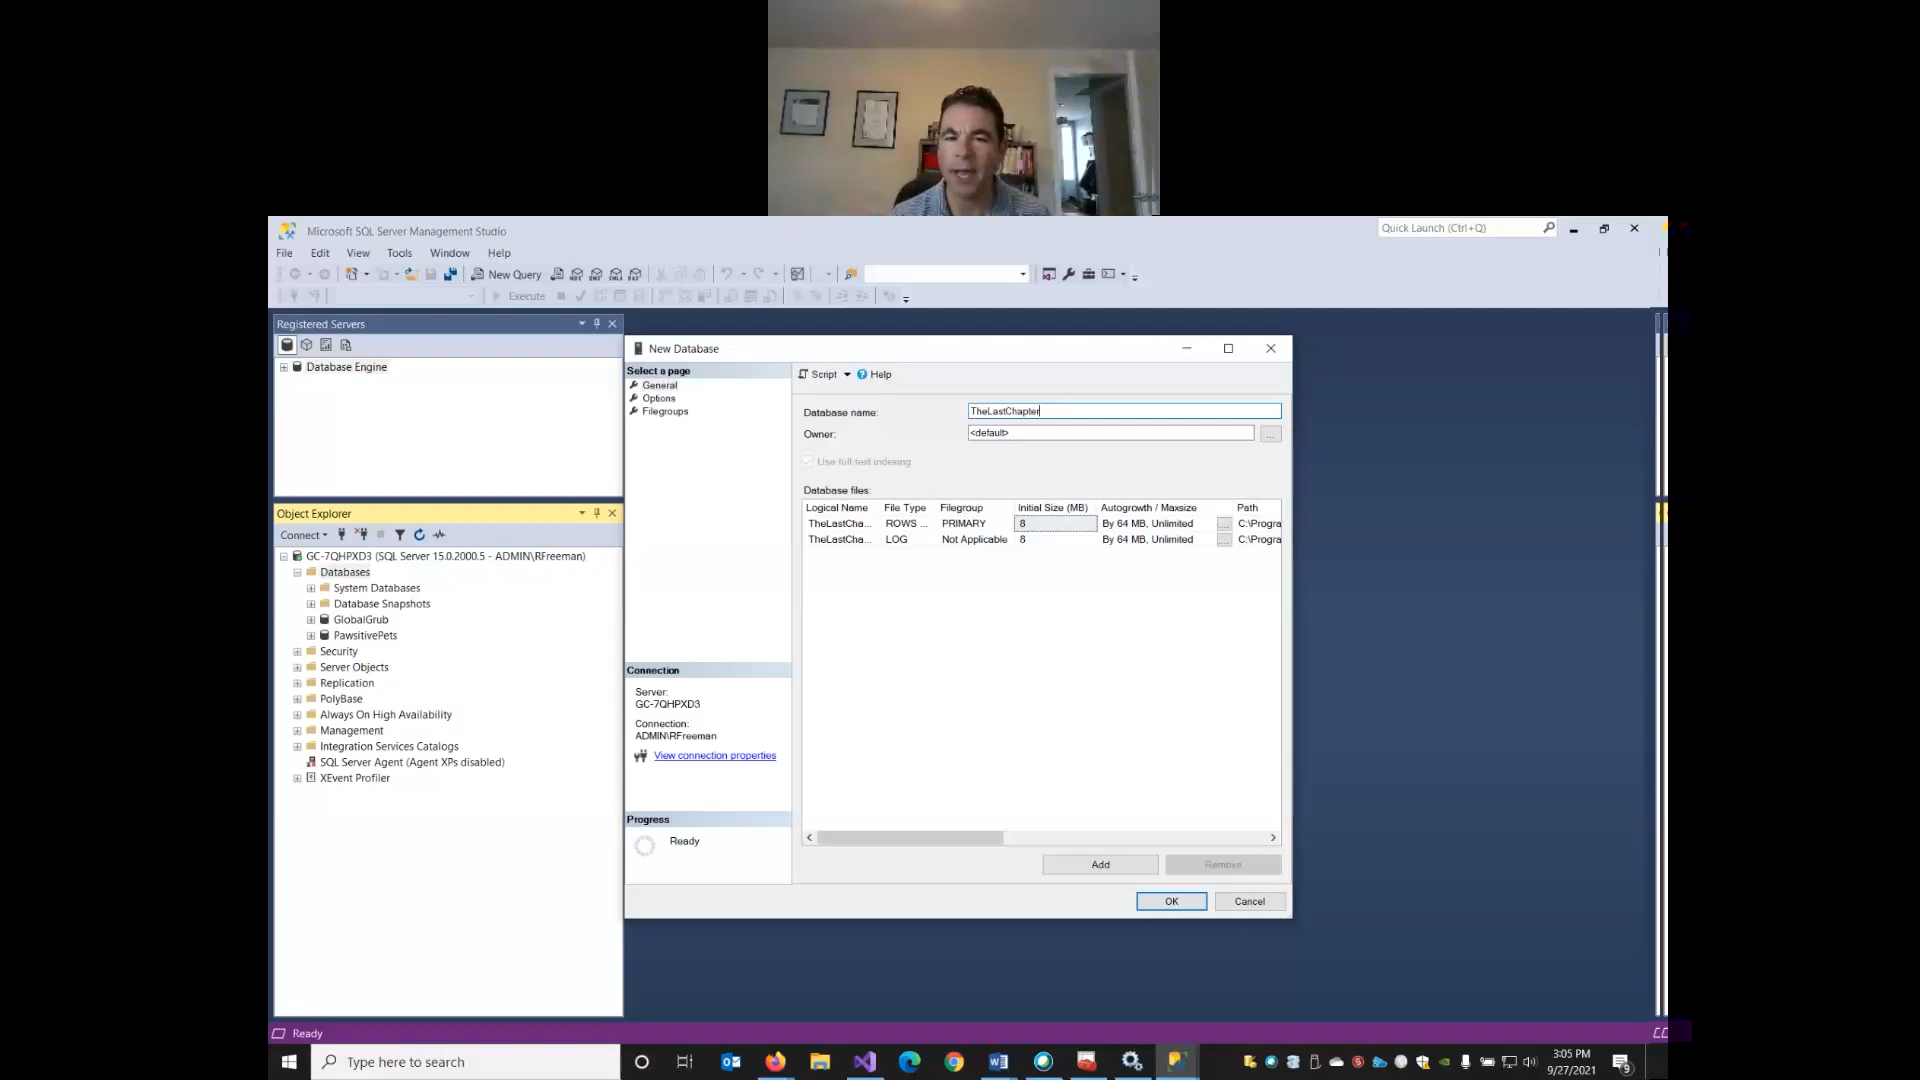 Microsoft SQL Server Management Studio
Quick Launch (Ctrl+Q)
File Edit View Tools Window Help
New Query
Execute
Registered Servers
Database Engine
Object Explorer
Connect
GC-7QHPXD3 (SQL Server 15.0.2000.5 - ADMIN\RFreeman)
Databases
System Databases
Database Snapshots
GlobalGrub
PawsitivePets
Security
Server Objects
Replication
PolyBase
Always On High Availability
Management
Integration Services Catalogs
SQL Server Agent (Agent XPs disabled)
XEvent Profiler
New Database
Select a page
General
Options
Filegroups
Connection
Server:
GC-7QHPXD3
Connection:
ADMIN\RFreeman
View connection properties
Progress
Ready
Script Help
Database name: TheLastChapter
Owner: <default>
...
Use full-text indexing
Database files:
Logical Name File Type Filegroup Initial Size (MB) Autogrowth / Maxsize Path
TheLastCha... ROWS ... PRIMARY 8 By 64 MB, Unlimited ... C:\Progra
TheLastCha... LOG Not Applicable 8 By 64 MB, Unlimited ... C:\Progra
Add Remove
OK Cancel
Ready
Type here to search
3:05 PM
9/27/2021
9